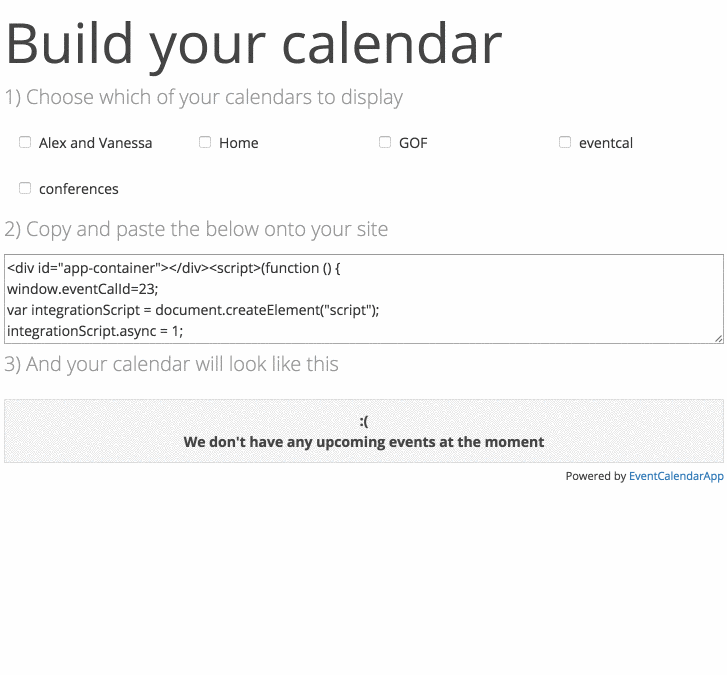 Build your calendar
1) Choose which of your calendars to display
Alex and Vanessa Home GOF eventcal
conferences
2) Copy and paste the below onto your site
<div id="app-container"></div><script>(function () {
window.eventCalId=23;
var integrationScript = document.createElement("script");
integrationScript.async = 1;
3) And your calendar will look like this
:(
We don't have any upcoming events at the moment
Powered by EventCalendarApp